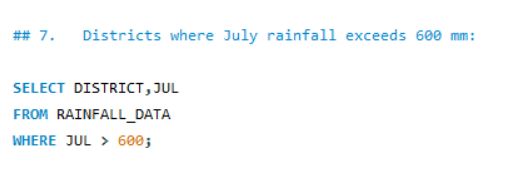 ## 7.   Districts where July rainfall exceeds 600 mm:
SELECT DISTRICT,JUL
FROM RAINFALL_DATA
WHERE JUL > 600;